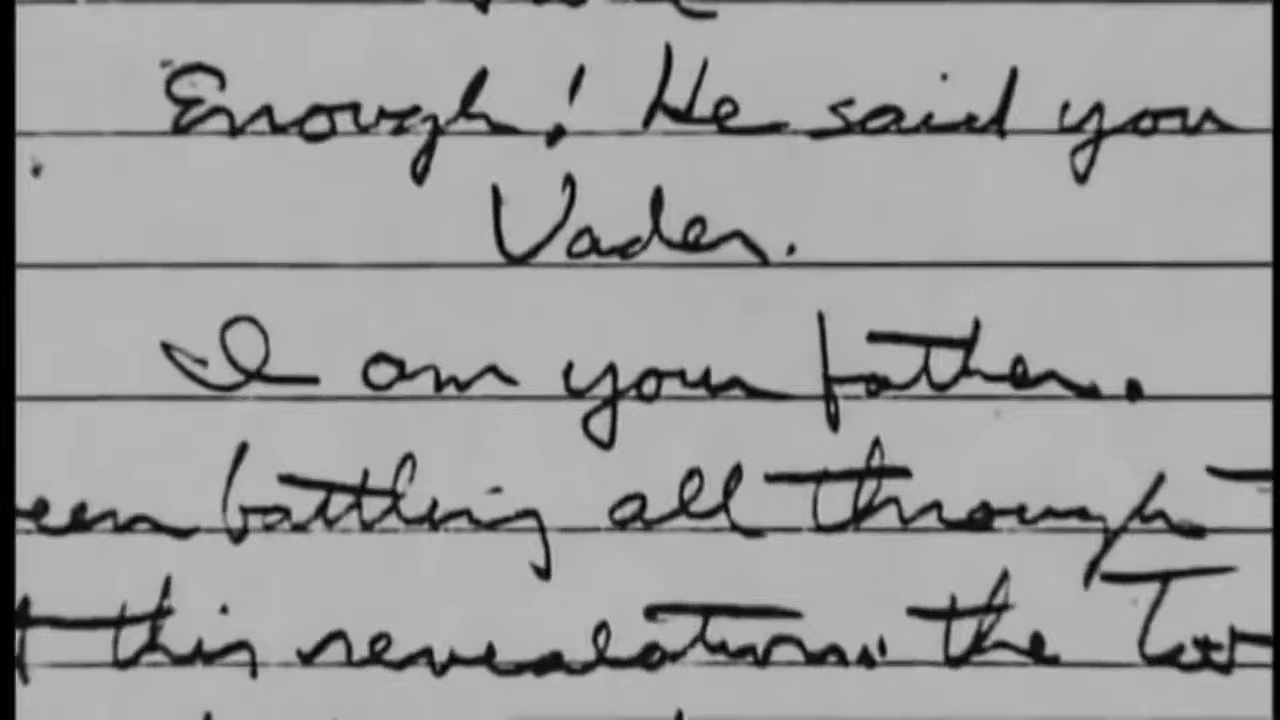 Enough! He said you
Vader.
I am your father.
battling all through
this revelation, the